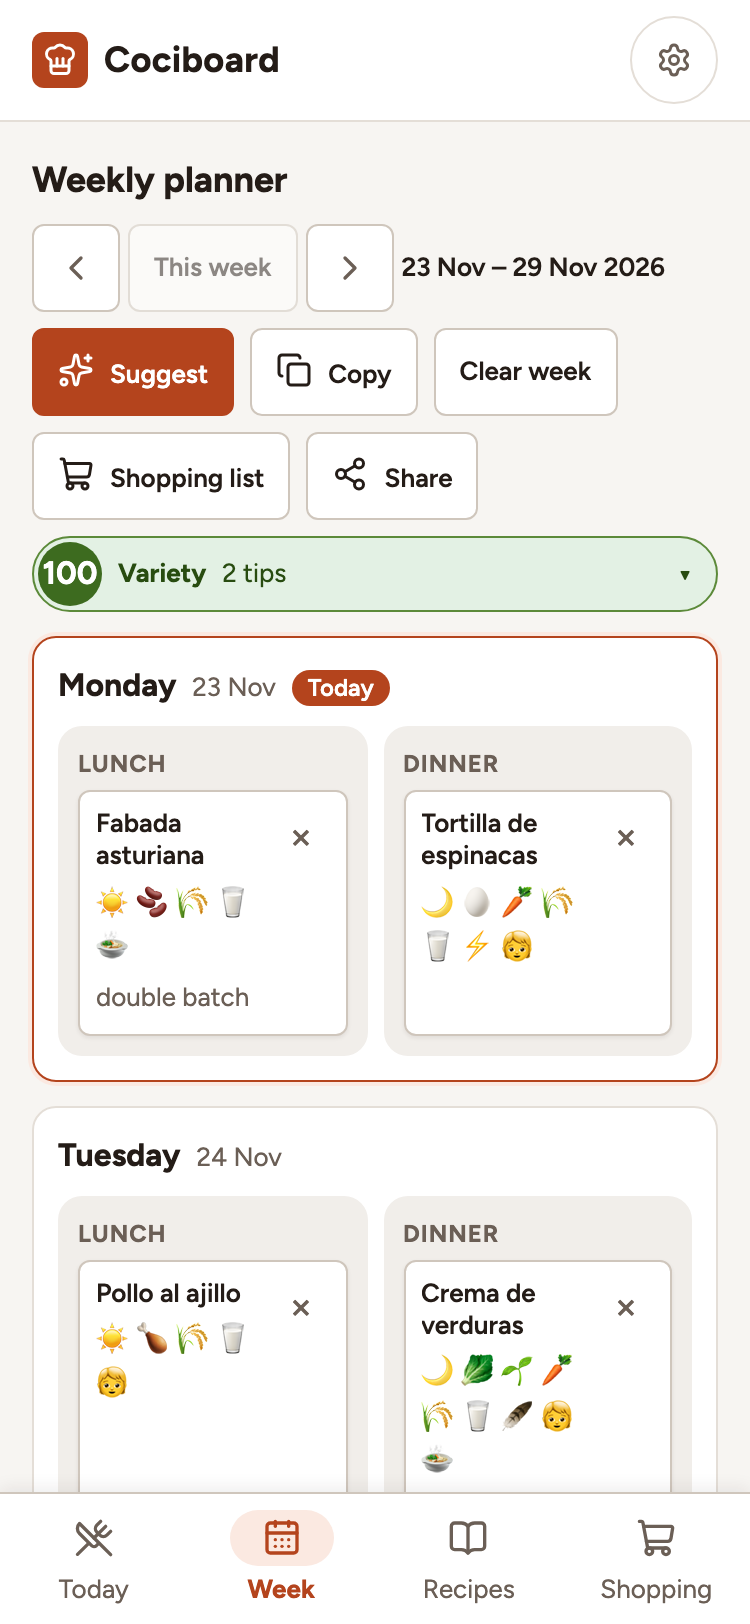 Cociboard
Weekly planner
This week
23 Nov – 29 Nov 2026
Suggest
Copy
Clear week
Shopping list
Share
100 Variety 2 tips
Monday 23 Nov Today
LUNCH
Fabada
asturiana
double batch
DINNER
Tortilla de
espinacas
Tuesday 24 Nov
LUNCH
Pollo al ajillo
DINNER
Crema de
verduras
Today
Week
Recipes
Shopping